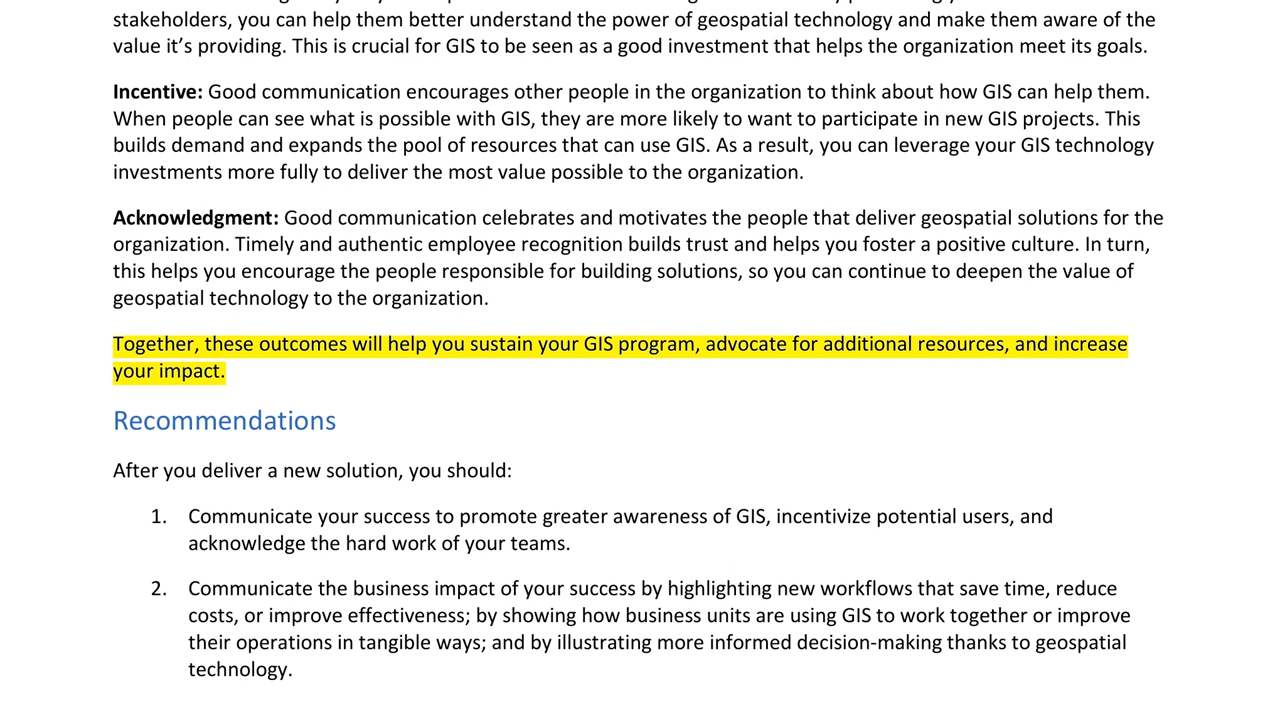 stakeholders, you can help them better understand the power of geospatial technology and make them aware of the
value it’s providing. This is crucial for GIS to be seen as a good investment that helps the organization meet its goals.
Incentive: Good communication encourages other people in the organization to think about how GIS can help them.
When people can see what is possible with GIS, they are more likely to want to participate in new GIS projects. This
builds demand and expands the pool of resources that can use GIS. As a result, you can leverage your GIS technology
investments more fully to deliver the most value possible to the organization.
Acknowledgment: Good communication celebrates and motivates the people that deliver geospatial solutions for the
organization. Timely and authentic employee recognition builds trust and helps you foster a positive culture. In turn,
this helps you encourage the people responsible for building solutions, so you can continue to deepen the value of
geospatial technology to the organization.
Together, these outcomes will help you sustain your GIS program, advocate for additional resources, and increase
your impact.
Recommendations
After you deliver a new solution, you should:
1. Communicate your success to promote greater awareness of GIS, incentivize potential users, and
acknowledge the hard work of your teams.
2. Communicate the business impact of your success by highlighting new workflows that save time, reduce
costs, or improve effectiveness; by showing how business units are using GIS to work together or improve
their operations in tangible ways; and by illustrating more informed decision-making thanks to geospatial
technology.